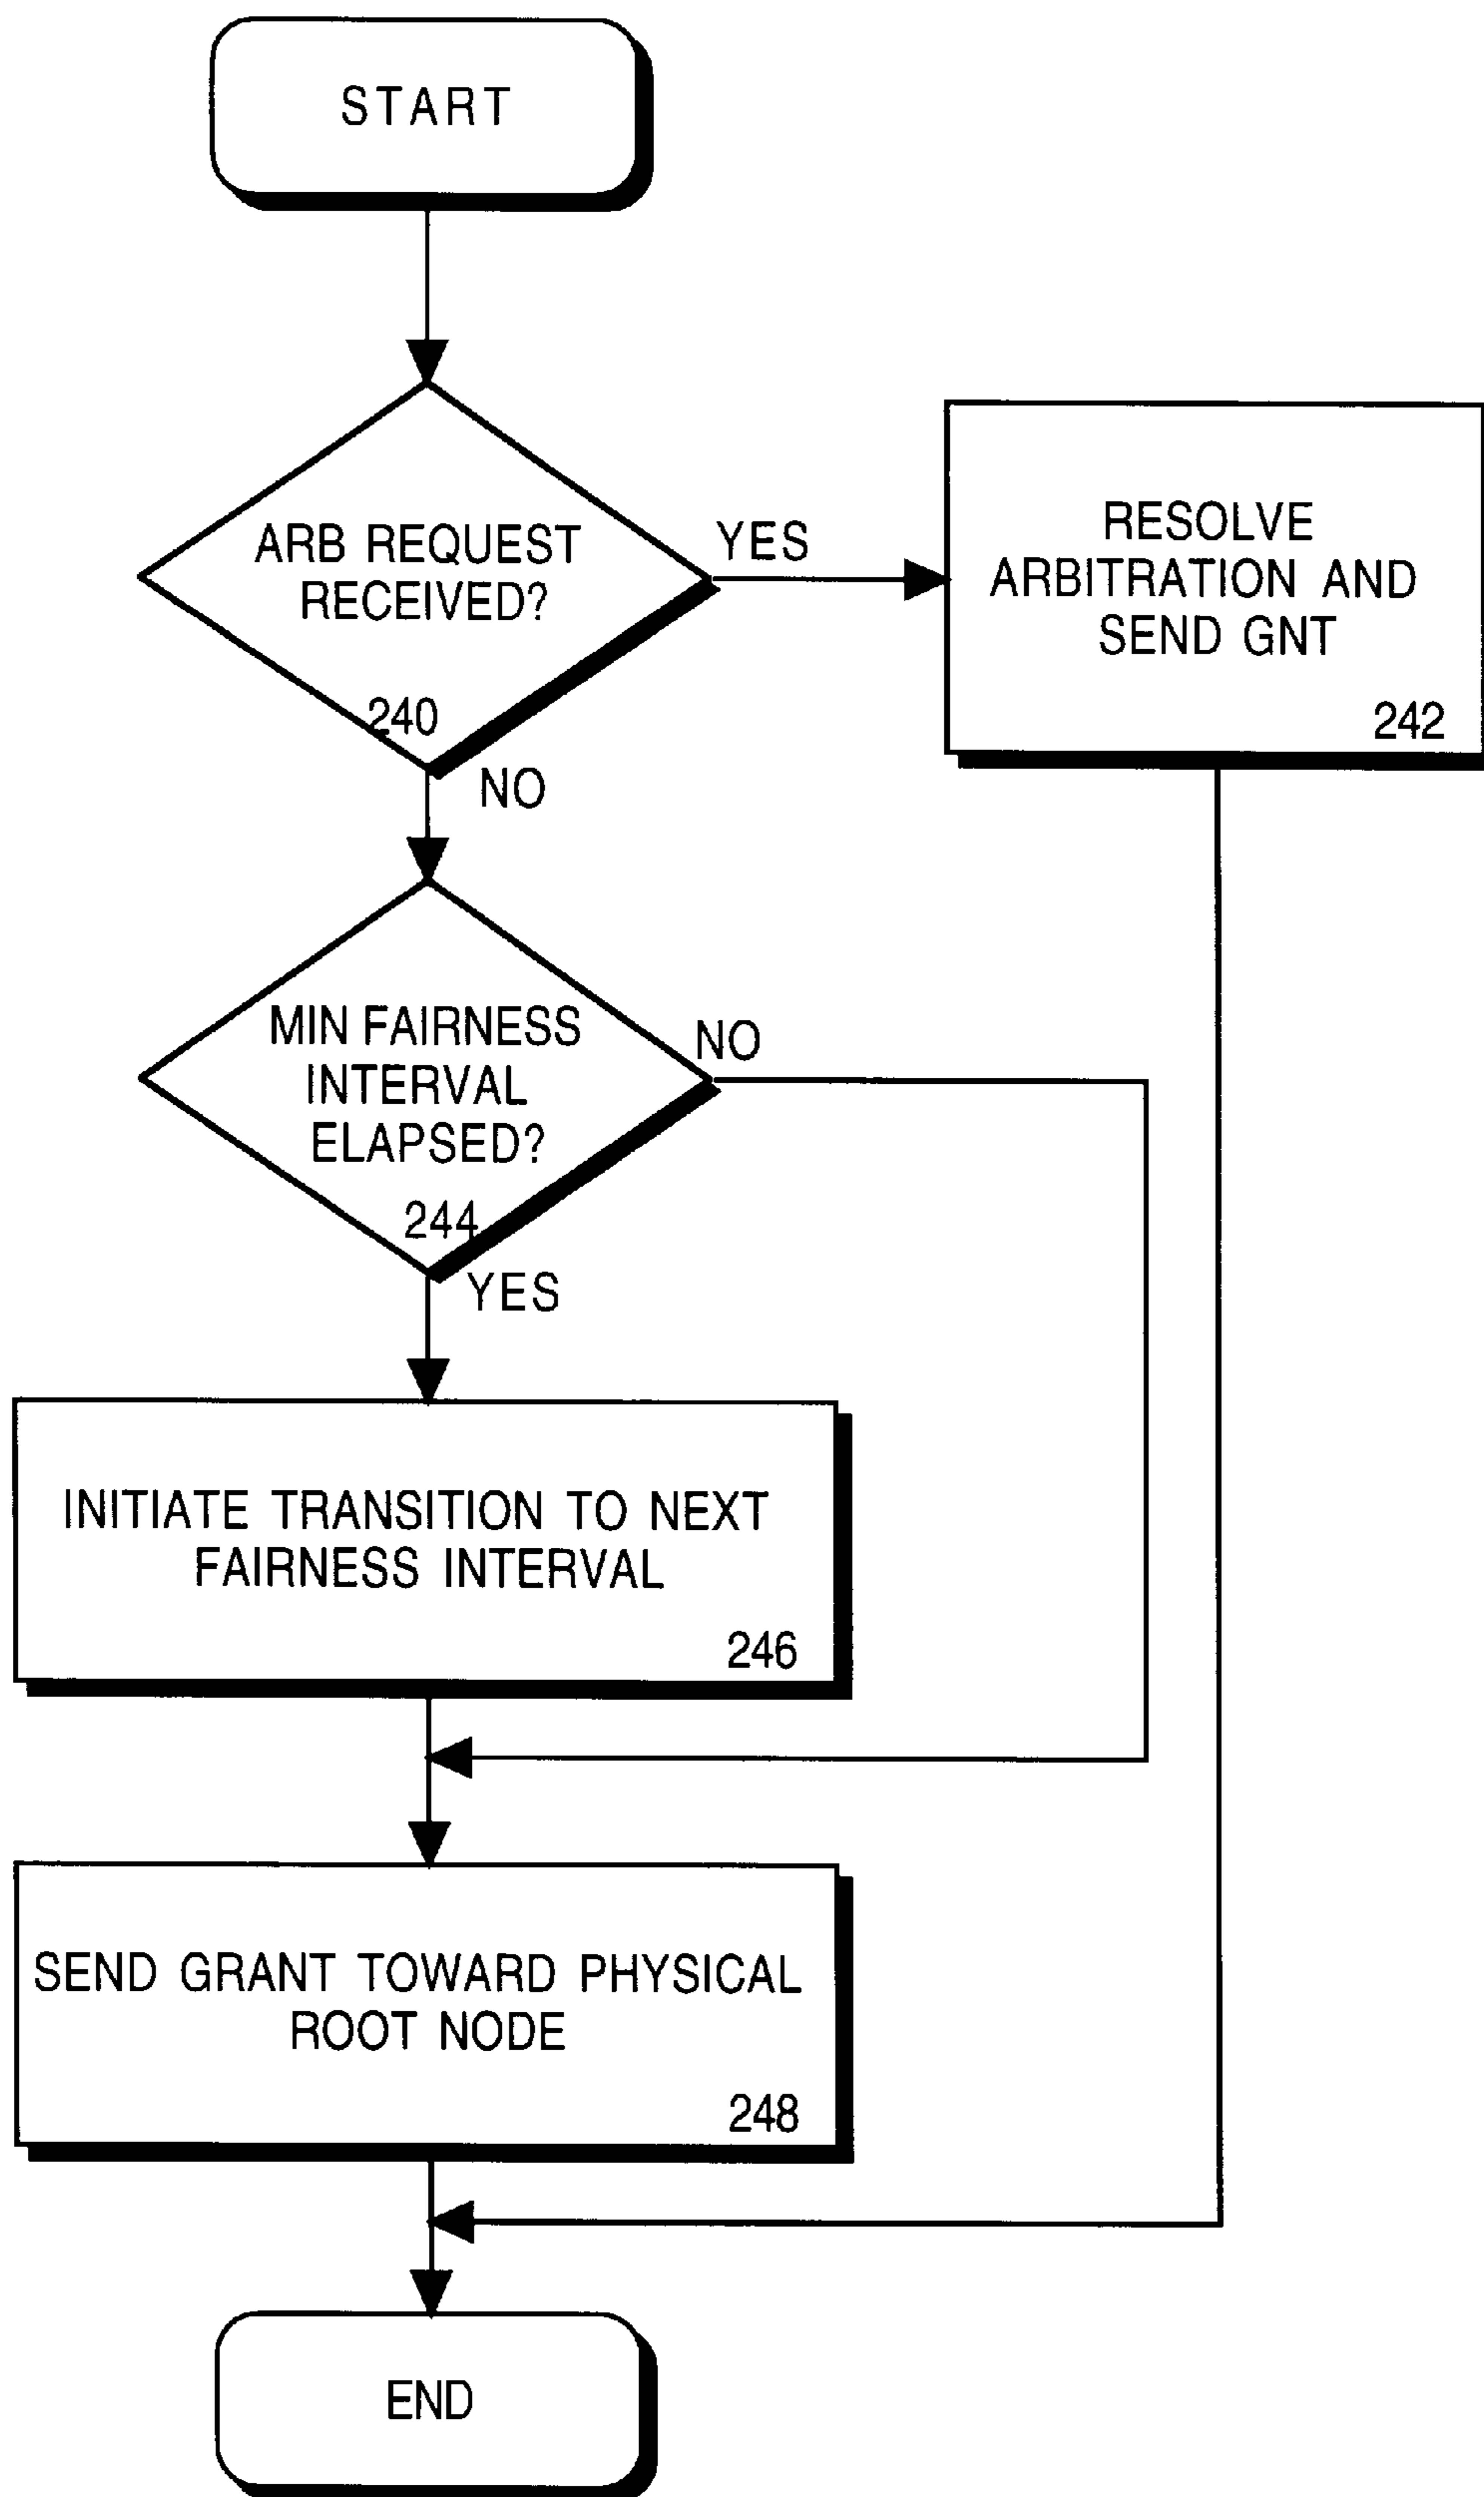 START
ARB REQUEST
RECEIVED?
240
YES
RESOLVE
ARBITRATION AND
SEND GNT
242
NO
MIN FAIRNESS
INTERVAL
ELAPSED?
244
NO
YES
INITIATE TRANSITION TO NEXT
FAIRNESS INTERVAL
246
SEND GRANT TOWARD PHYSICAL
ROOT NODE
248
END